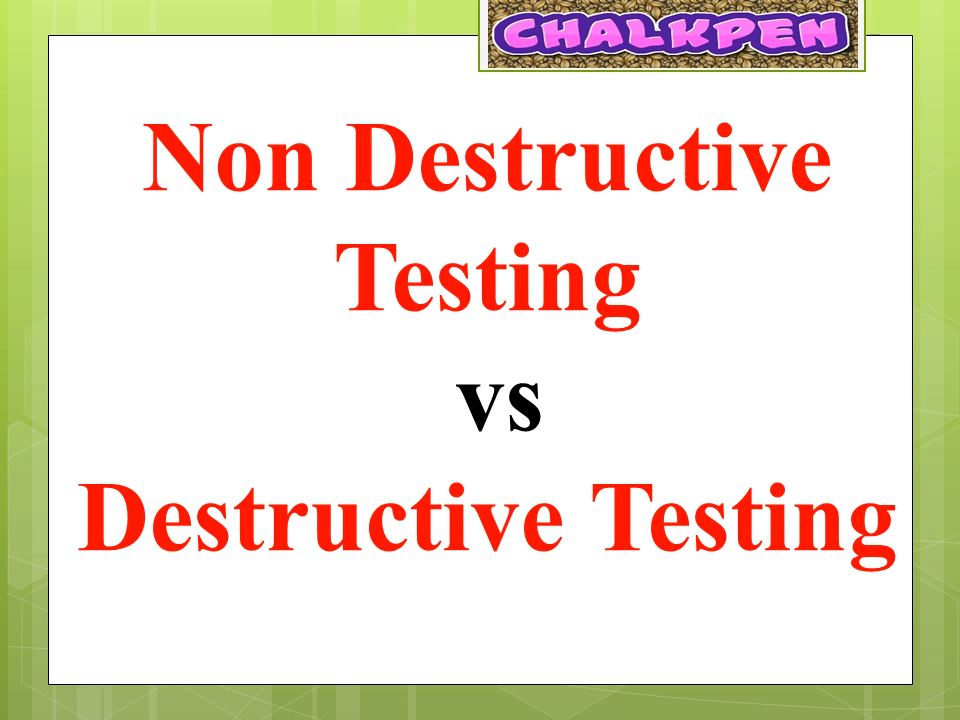 CHALKPEN
Non Destructive
Testing
vs
Destructive Testing